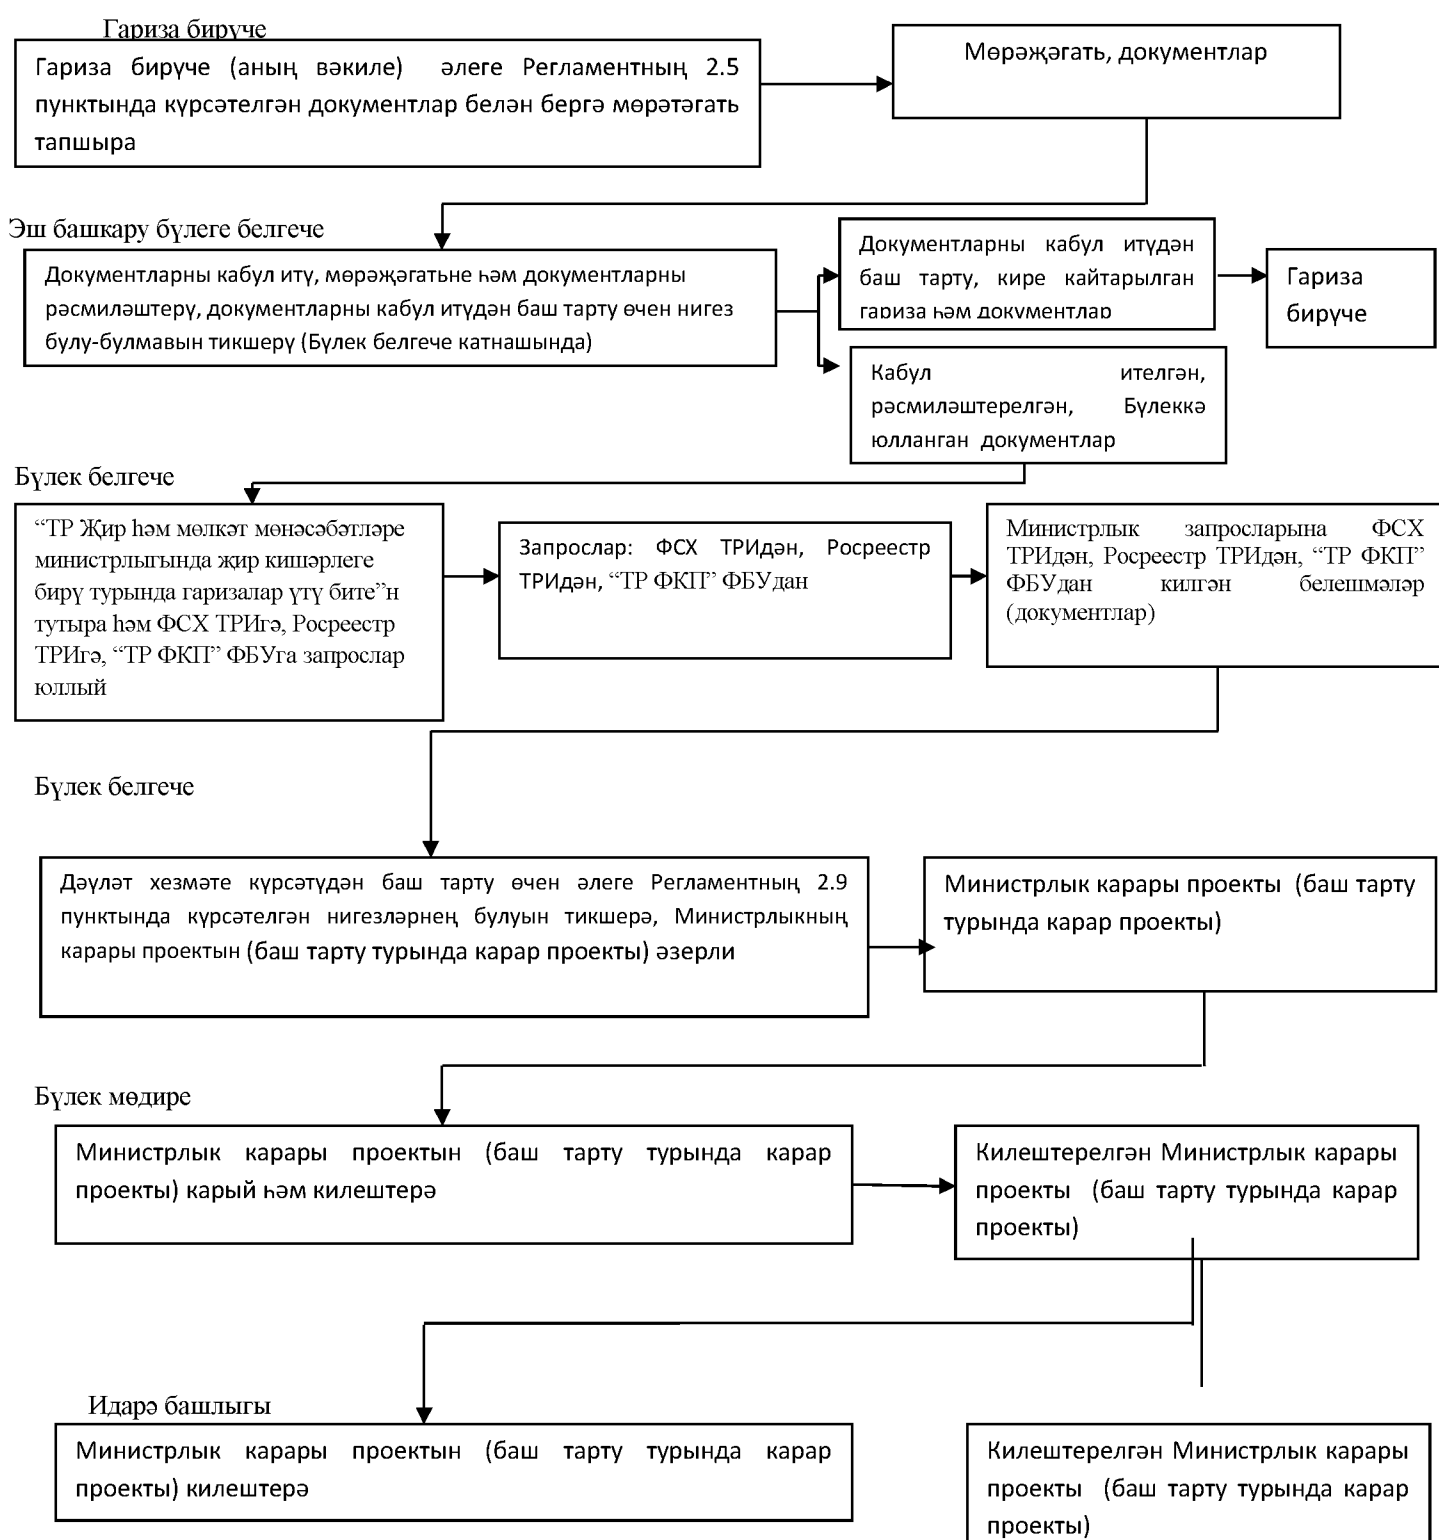 Гариза бирүче
Гариза бирүче (аның вәкиле) әлеге Регламентның 2.5
пунктында күрсәтелгән документлар белән бергә мөрәтәгать
тапшыра
Мөрәҗәгать, документлар
Эш башкару бүлеге белгече
Документларны кабул итү, мөрәҗәгатьне һәм документларны
рәсмиләштерү, документларны кабул итүдән баш тарту өчен нигез
булу-булмавын тикшерү (Бүлек белгече катнашында)
Документларны кабул итүдән
баш тарту, кире кайтарылган
гариза һәм документлар
Гариза
бирүче
Кабул ителгән,
рәсмиләштерелгән, Бүлеккә
юлланган документлар
Бүлек белгече
“ТР Җир һәм мөлкәт мөнәсәбәтләре
министрлыгында җир кишәрлеге
бирү турында гаризалар үтү бите”н
тутыра һәм ФСХ ТРИгә, Росреестр
ТРИгә, “ТР ФКП” ФБУга запрослар
юллый
Запрослар: ФСХ ТРИдән, Росреестр
ТРИдән, “ТР ФКП” ФБУдан
Министрлык запросларына ФСХ
ТРИдән, Росреестр ТРИдән, “ТР ФКП”
ФБУдан килгән белешмәләр
(документлар)
Бүлек белгече
Дәүләт хезмәте күрсәтүдән баш тарту өчен әлеге Регламентның 2.9
пунктында күрсәтелгән нигезләрнең булуын тикшерә, Министрлыкның
карары проектын (баш тарту турында карар проекты) әзерли
Министрлык карары проекты (баш тарту
турында карар проекты)
Бүлек мөдире
Министрлык карары проектын (баш тарту турында карар
проекты) карый һәм килештерә
Килештерелгән Министрлык карары
проекты (баш тарту турында карар
проекты)
Идарә башлыгы
Министрлык карары проектын (баш тарту турында карар
проекты) килештерә
Килештерелгән Министрлык карары
проекты (баш тарту турында карар
проекты)